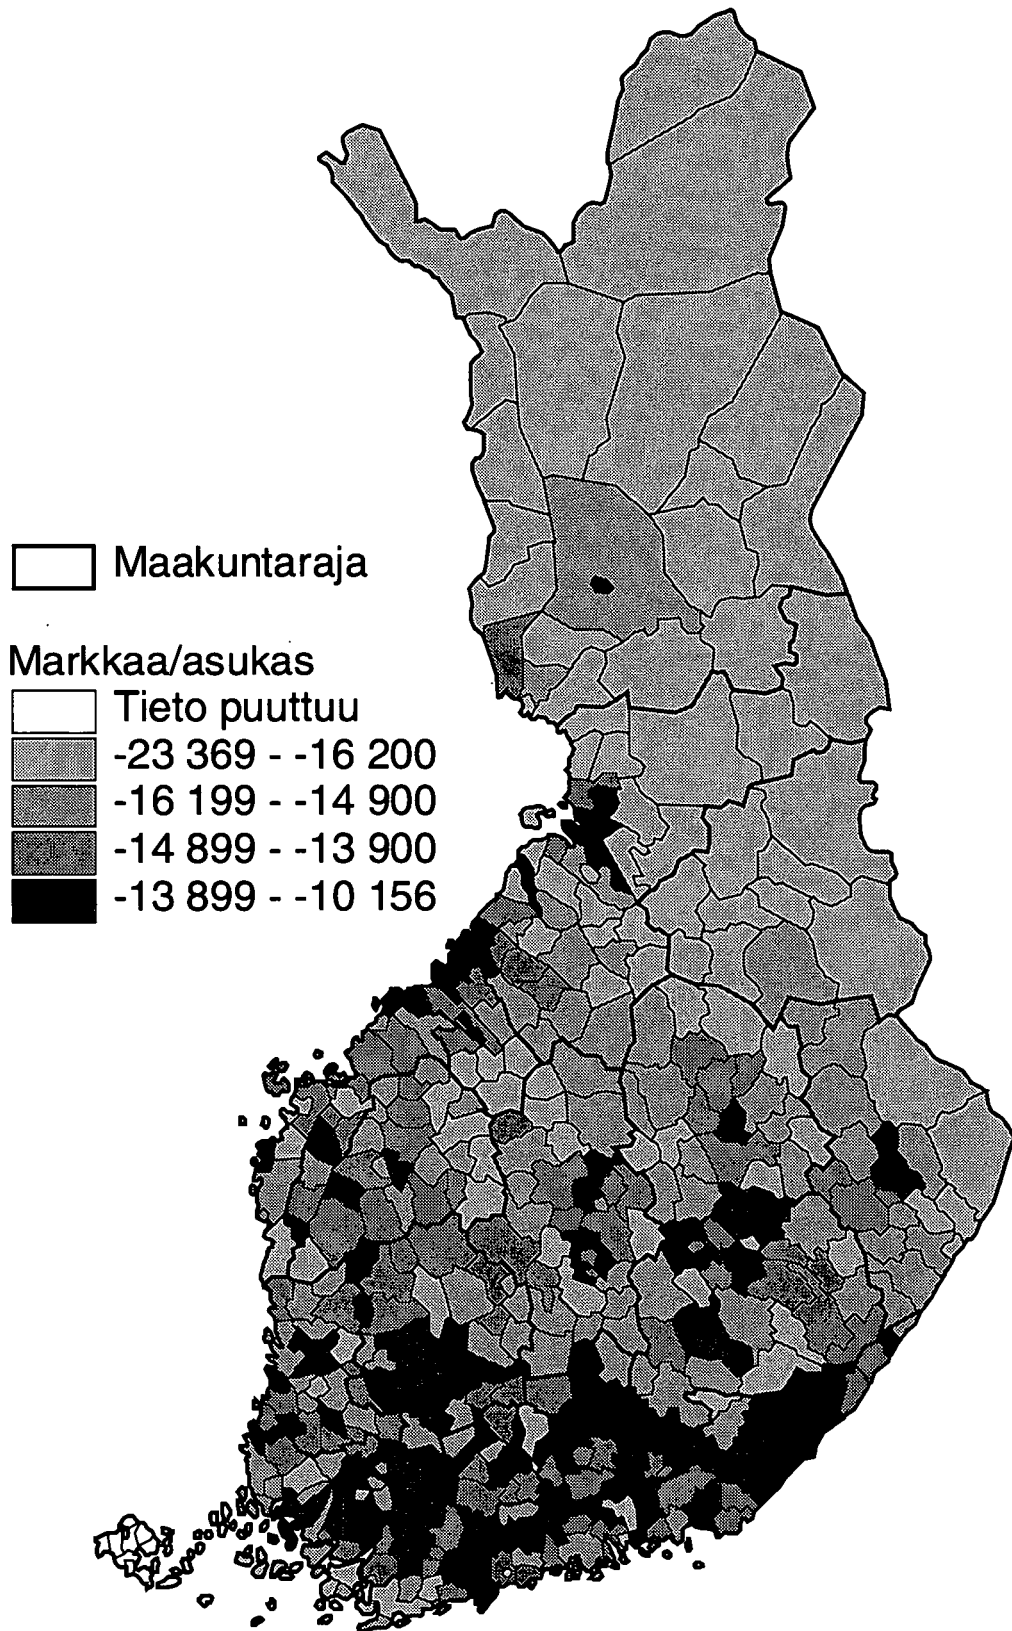 Maakuntaraja
Markkaa/asukas
Tieto puuttuu
-23 369 - -16 200
-16 199 - -14 900
-14 899 - -13 900
-13 899 - -10 156